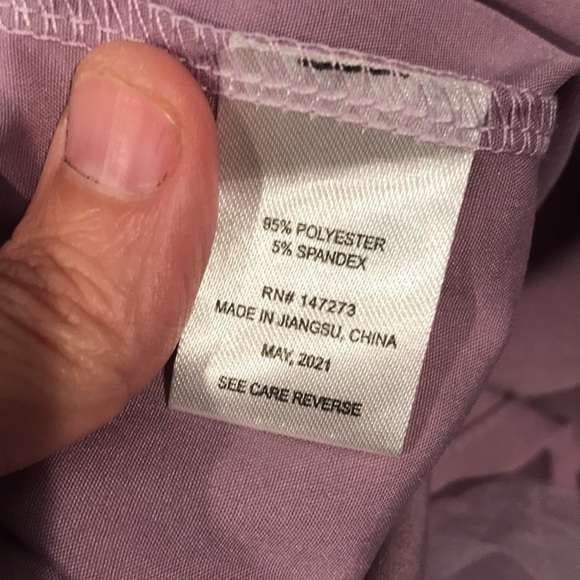 95% POLYESTER
5% SPANDEX
RN# 147273
MADE IN JIANGSU, CHINA
MAY, 2021
SEE CARE REVERSE